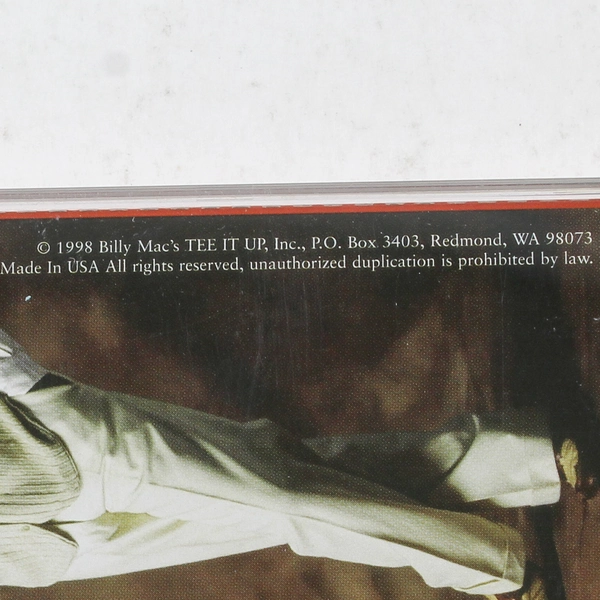 © 1998 Billy Mac's TEE IT UP, Inc., P.O. Box 3403, Redmond, WA 98073
Made In USA All rights reserved, unauthorized duplication is prohibited by law.